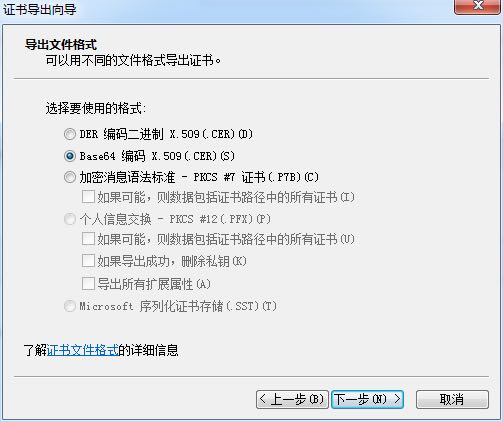 证书导出向导
导出文件格式
可以用不同的文件格式导出证书。
选择要使用的格式:
DER 编码二进制 X.509(.CER)(D)
Base64 编码 X.509(.CER)(S)
加密消息语法标准 - PKCS #7 证书(.P7B)(C)
如果可能，则数据包括证书路径中的所有证书(I)
个人信息交换 - PKCS #12(.PFX)(P)
如果可能，则数据包括证书路径中的所有证书(U)
如果导出成功，删除私钥(K)
导出所有扩展属性(A)
Microsoft 序列化证书存储(.SST)(T)
了解证书文件格式的详细信息
< 上一步(B) 下一步(N) > 取消